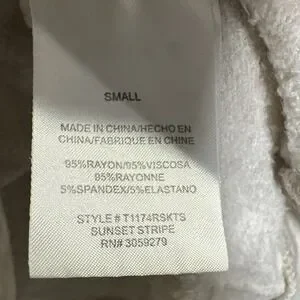 SMALL
MADE IN CHINA/HECHO EN
CHINA/FABRIQUE EN CHINE
95%RAYON/95%VISCOSA
95%RAYONNE
5%SPANDEX/5%ELASTANO
STYLE # T1174RSKTS
SUNSET STRIPE
RN# 3059279